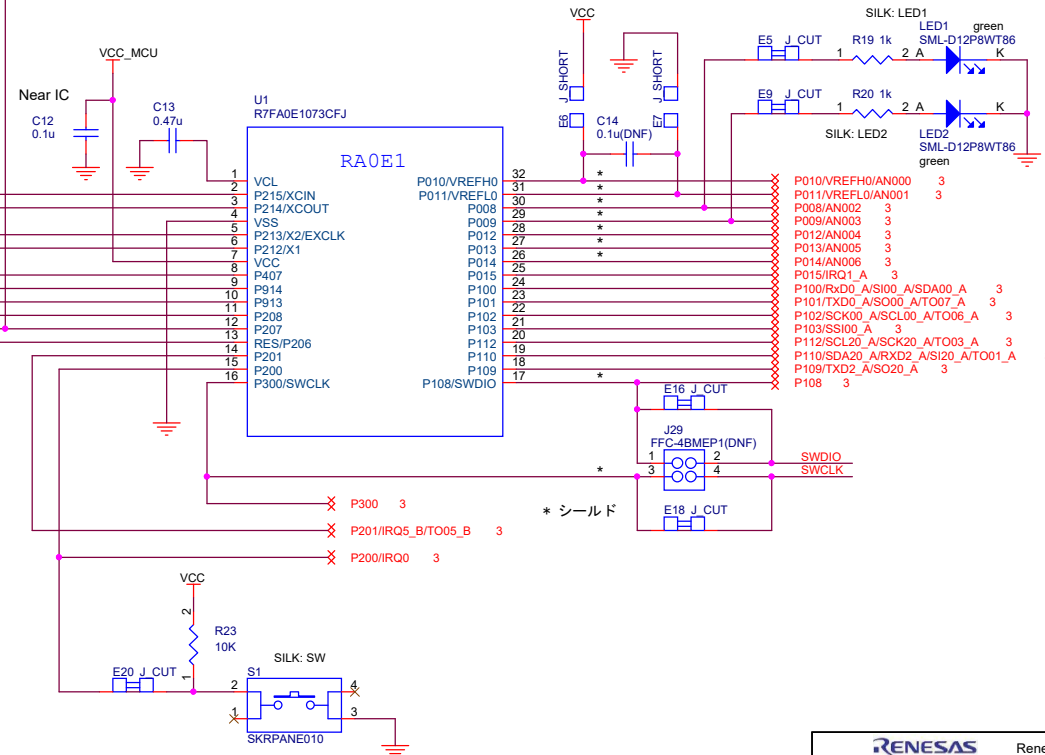 VCC
SILK: LED1
LED1 green
SML-D12P8WT86
E5 J_CUT
R19 1k
1 2 A K
VCC_MCU
Near IC
C12
0.1u
C13
0.47u
J_SHORT
E6
J_SHORT
E7
C14
0.1u(DNF)
E9 J_CUT
R20 1k
1 2 A K
SILK: LED2
LED2
SML-D12P8WT86
green
U1
R7FA0E1073CFJ
RA0E1
1 VCL
2 P215/XCIN
3 P214/XCOUT
4 VSS
5 P213/X2/EXCLK
6 P212/X1
7 VCC
8 P407
9 P914
10 P913
11 P208
12 P207
13 RES/P206
14 P201
15 P200
16 P300/SWCLK
P010/VREFH0 32 * P010/VREFH0/AN000 3
P011/VREFL0 31 * P011/VREFL0/AN001 3
P008 30 * P008/AN002 3
P009 29 * P009/AN003 3
P012 28 * P012/AN004 3
P013 27 * P013/AN005 3
P014 26 * P014/AN006 3
P015 25 P015/IRQ1_A 3
P100 24 P100/RxD0_A/SI00_A/SDA00_A 3
P101 23 P101/TXD0_A/SO00_A/TO07_A 3
P102 22 P102/SCK00_A/SCL00_A/TO06_A 3
P103 21 P103/SSI00_A 3
P112 20 P112/SCL20_A/SCK20_A/TO03_A 3
P110 19 P110/SDA20_A/RXD2_A/SI20_A/TO01_A
P109 18 P109/TXD2_A/SO20_A 3
P108/SWDIO 17 * P108 3
E16 J_CUT
J29
FFC-4BMEP1(DNF)
1 2 SWDIO
* 3 4 SWCLK
E18 J_CUT
* シールド
P300 3
P201/IRQ5_B/TO05_B 3
P200/IRQ0 3
VCC
2
R23
10K
1
SILK: SW
E20 J_CUT
S1
2 4
1 3
SKRPANE010
RENESAS Rene